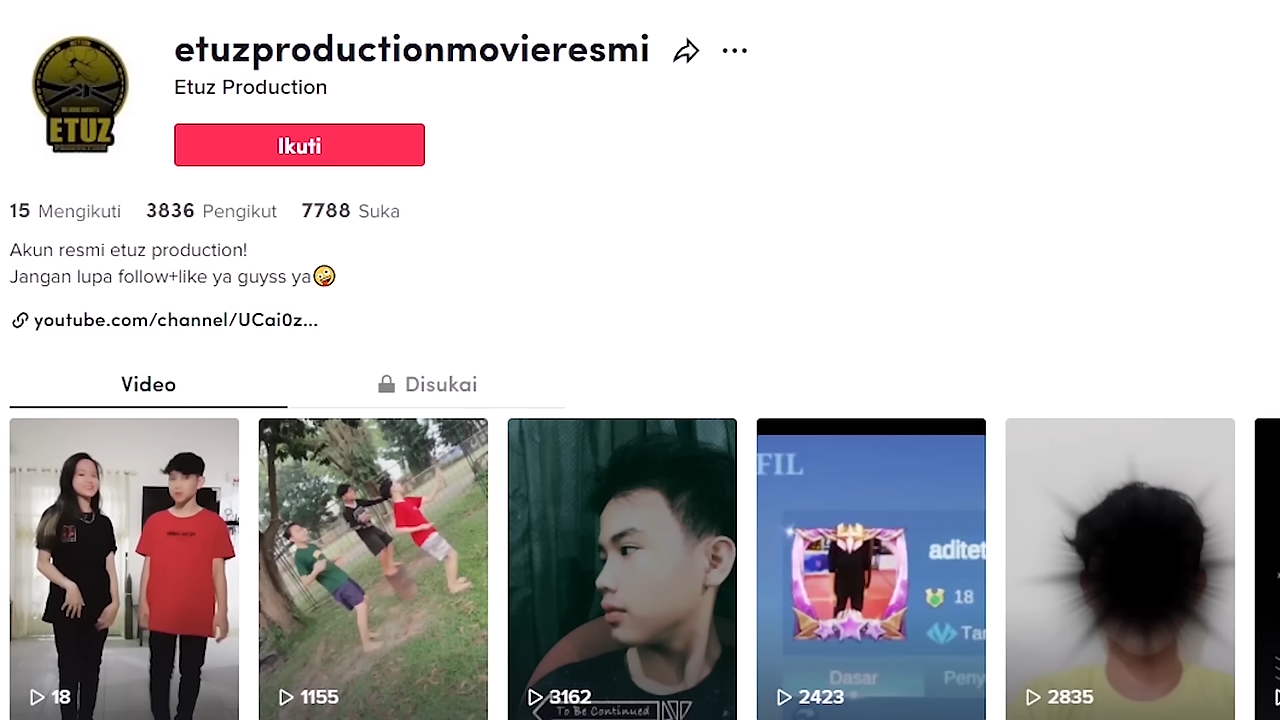 etuzproductionmovieresmi
Etuz Production
ETUZ
Ikuti
15 Mengikuti 3836 Pengikut 7788 Suka
Akun resmi etuz production!
Jangan lupa follow+like ya guyss ya🤪
youtube.com/channel/UCai0z...
Video Disukai
FIL
aditet
18
Tar
Dasar Peny
To Be Continued
18 1155 3162 2423 2835